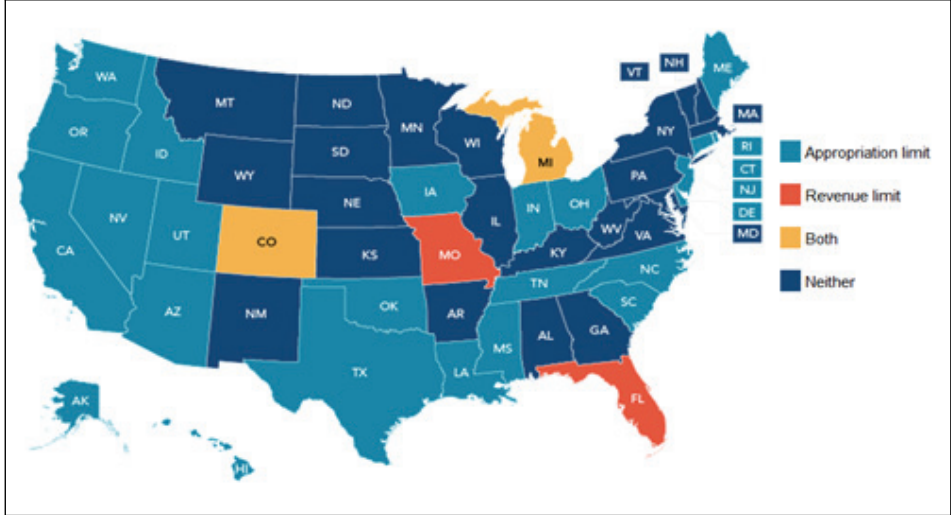 ME
VT
NH
WA
MT
ND
MN
OR
ID
SD
WI
NY
MA
MI
RI
CT
NJ
DE
MD
WY
IA
NE
PA
NV
UT
CO
IL
IN
OH
WV
VA
CA
KS
MO
KY
NC
TN
AZ
NM
OK
AR
SC
MS
AL
GA
TX
LA
FL
AK
HI
Appropriation limit
Revenue limit
Both
Neither